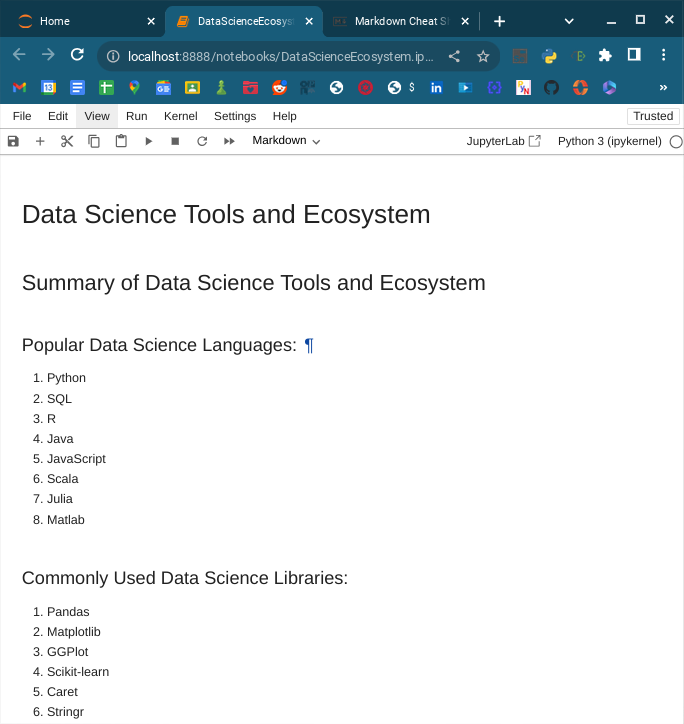 Home
DataScienceEcosyst
Markdown Cheat S
localhost:8888/notebooks/DataScienceEcosystem.ip...
13
$
in
»
File Edit View Run Kernel Settings Help Trusted
Markdown JupyterLab Python 3 (ipykernel)
Data Science Tools and Ecosystem
Summary of Data Science Tools and Ecosystem
Popular Data Science Languages: ¶
1. Python
2. SQL
3. R
4. Java
5. JavaScript
6. Scala
7. Julia
8. Matlab
Commonly Used Data Science Libraries:
1. Pandas
2. Matplotlib
3. GGPlot
4. Scikit-learn
5. Caret
6. Stringr